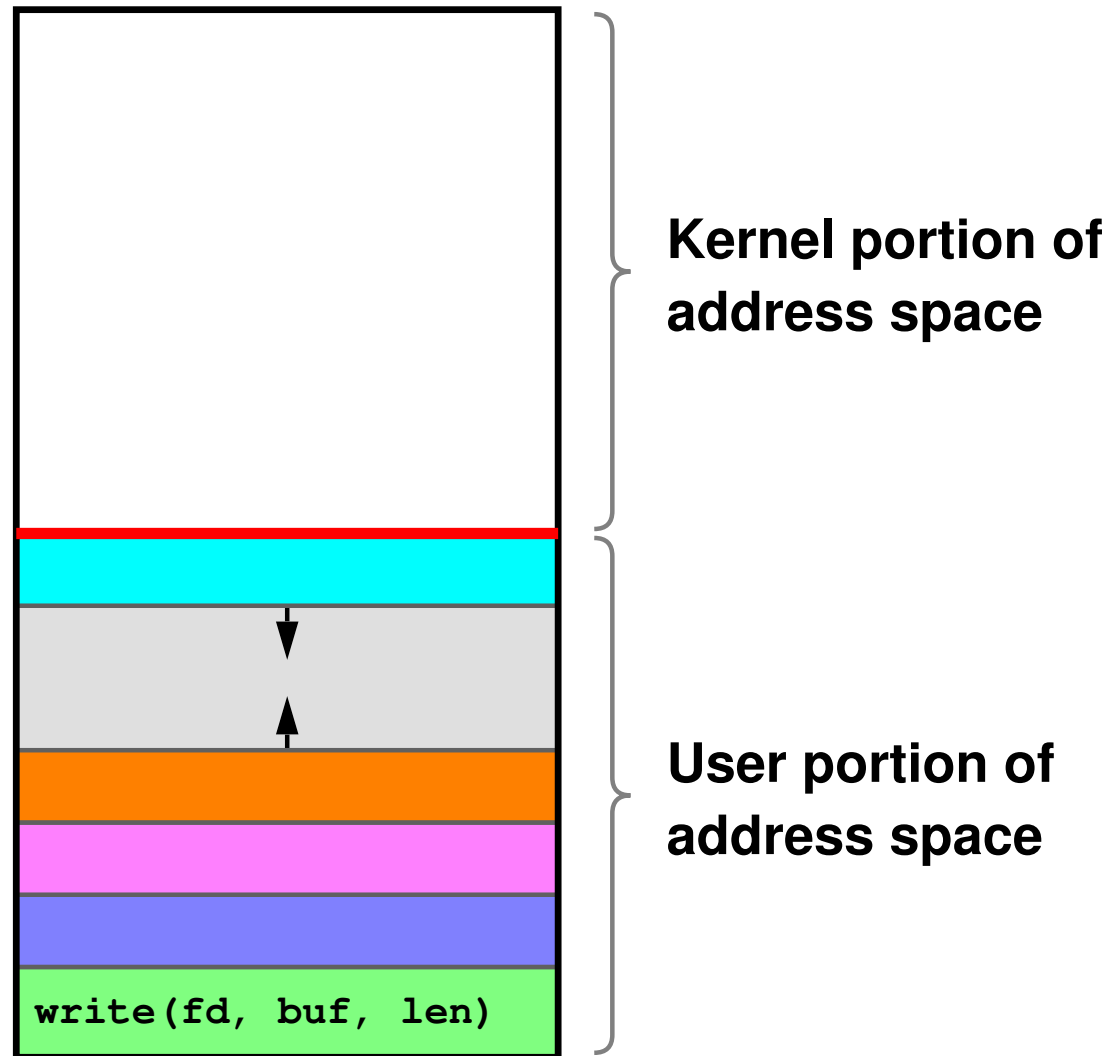 Kernel portion of
address space
User portion of
address space
write(fd, buf, len)